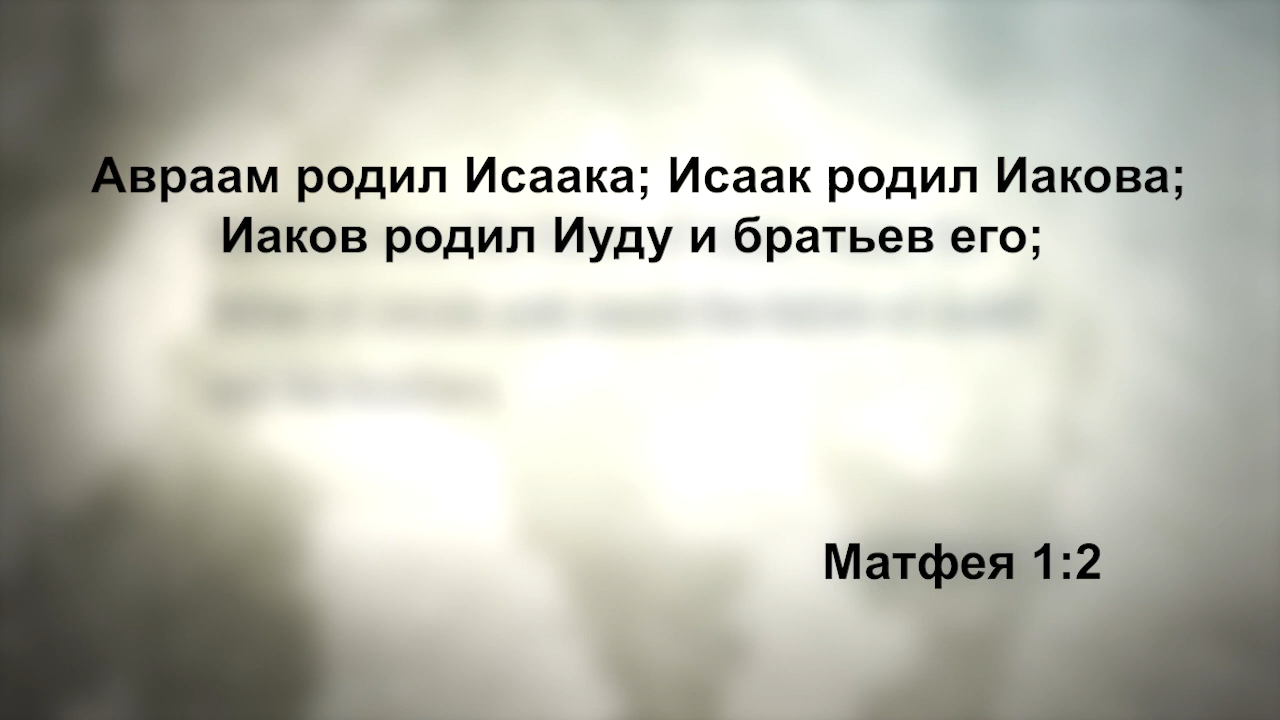 Авраам родил Исаака; Исаак родил Иакова;
Иаков родил Иуду и братьев его;
Матфея 1:2